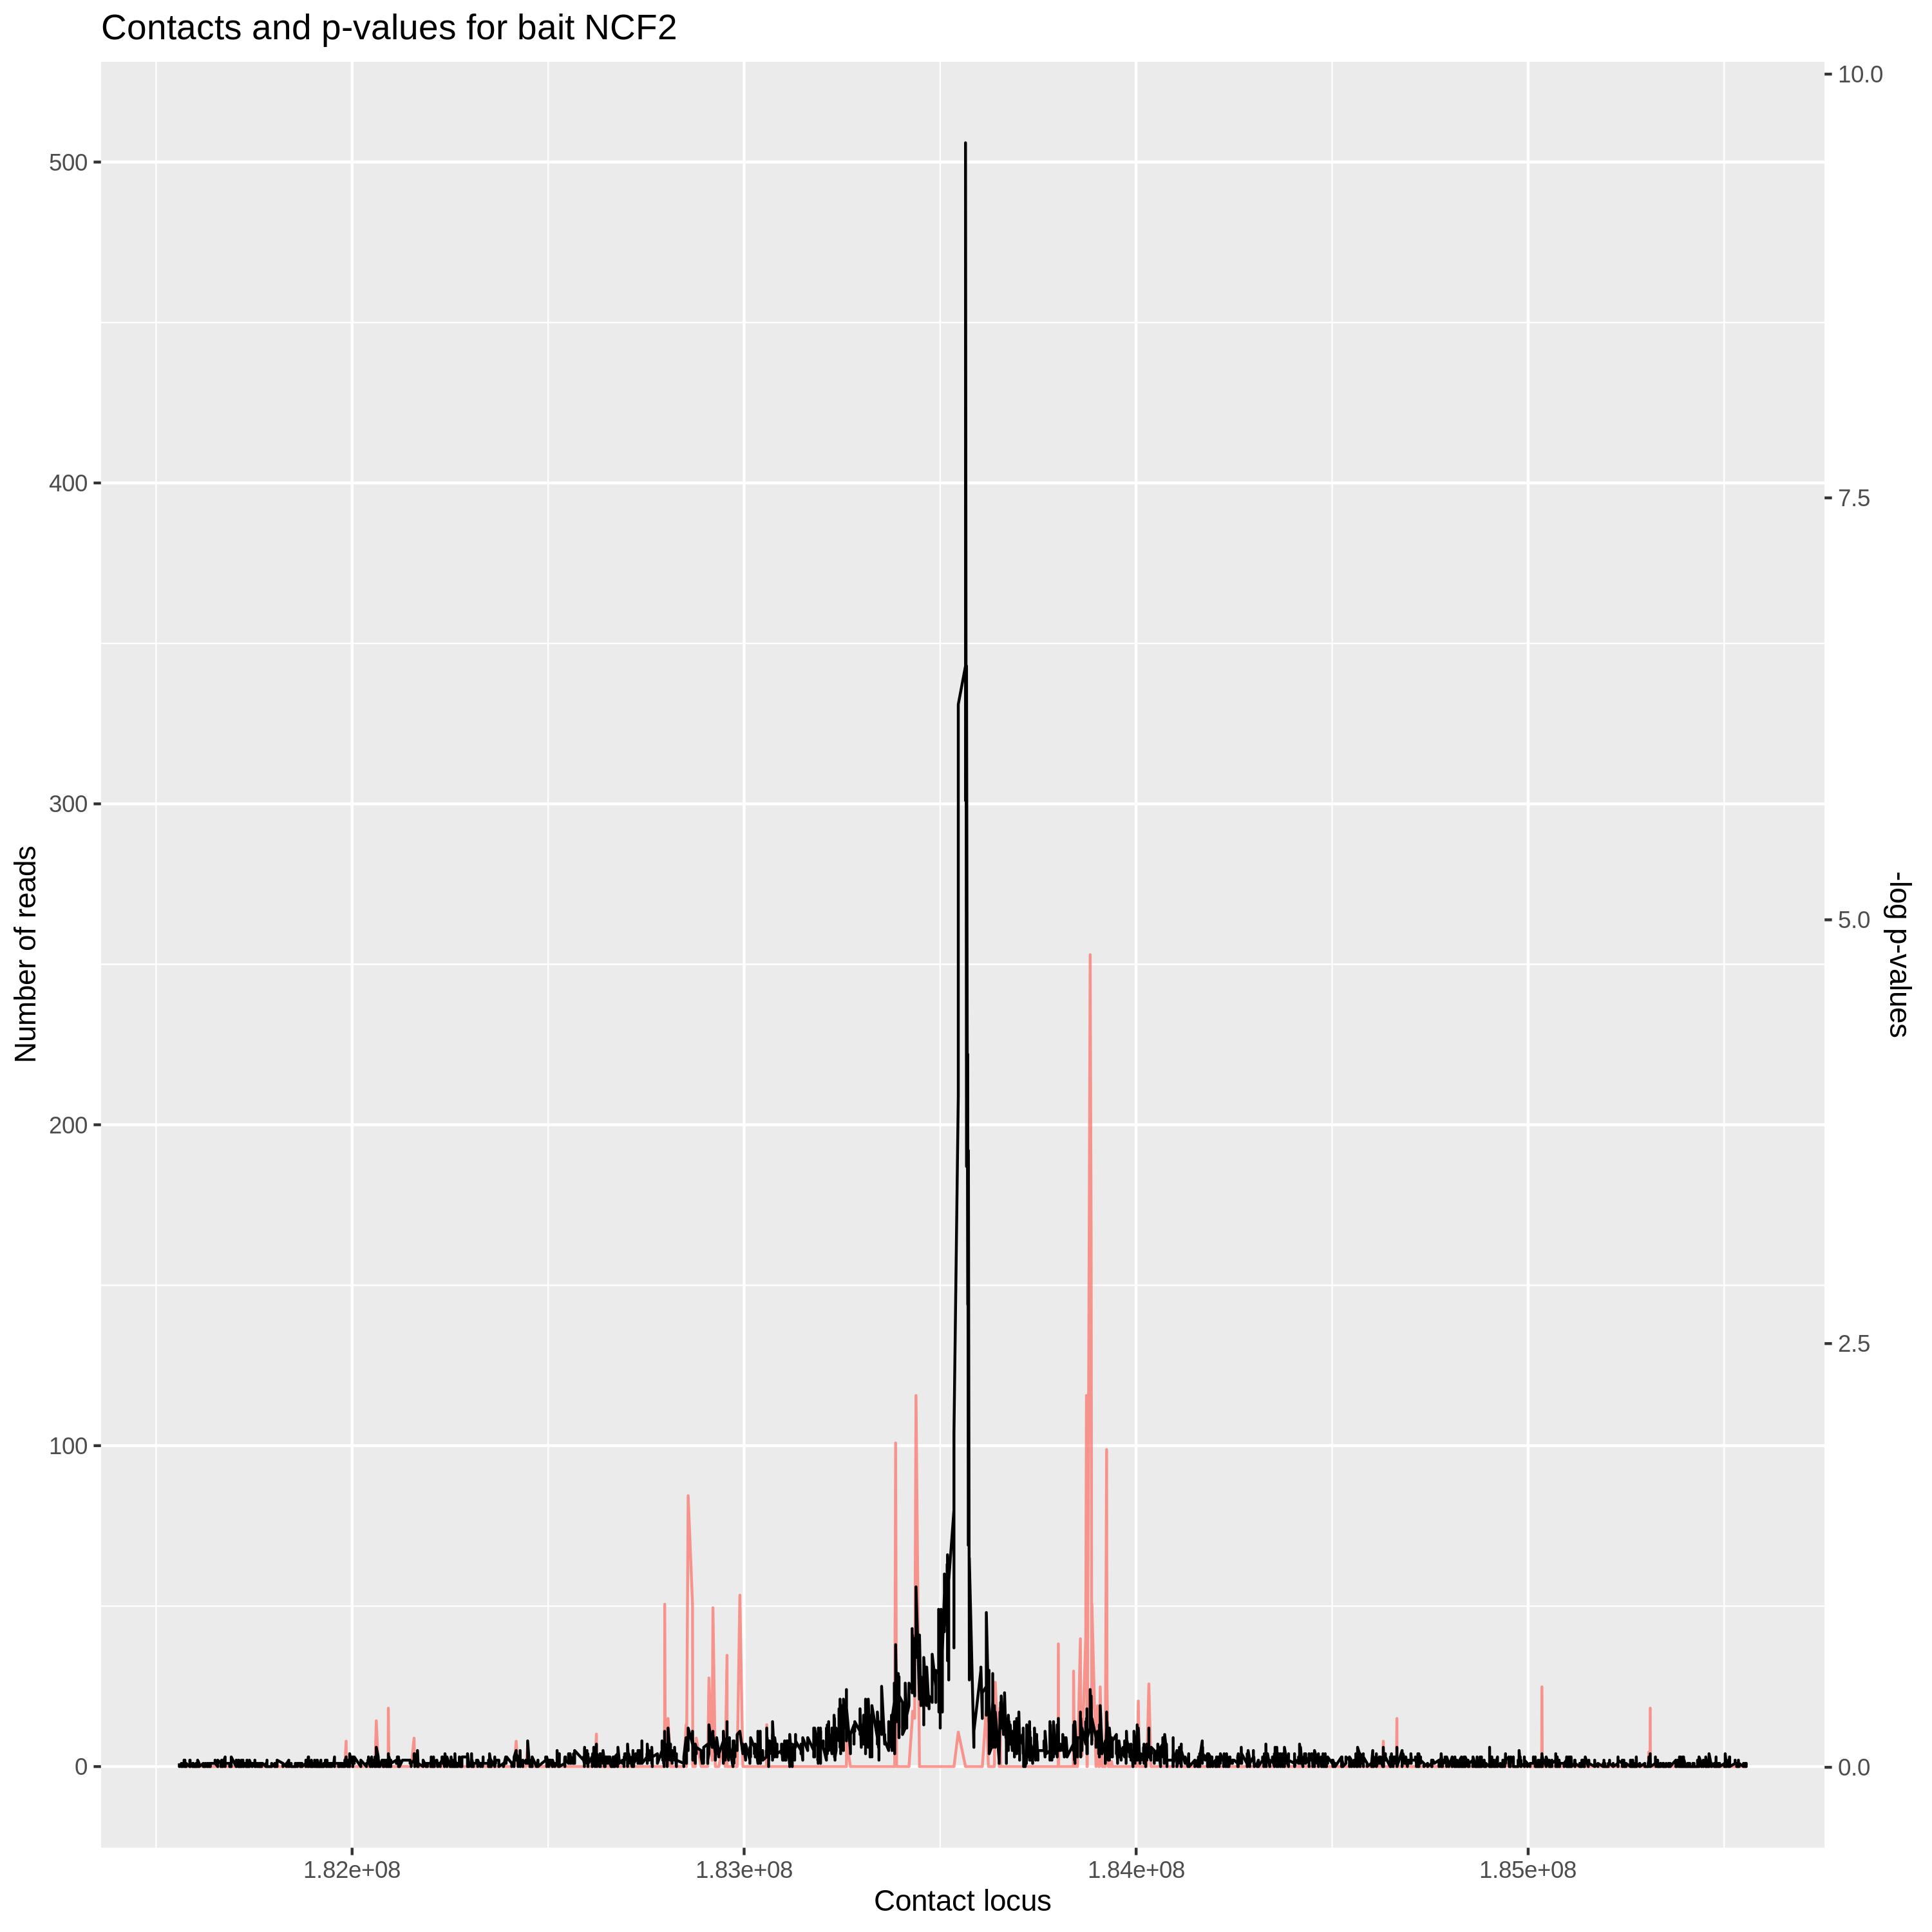 Contacts and p-values for bait NCF2
10.0
500
400
7.5
300
Number of reads
-log p-values
5.0
200
2.5
100
0
0.0
1.82e+08 1.83e+08 1.84e+08 1.85e+08
Contact locus